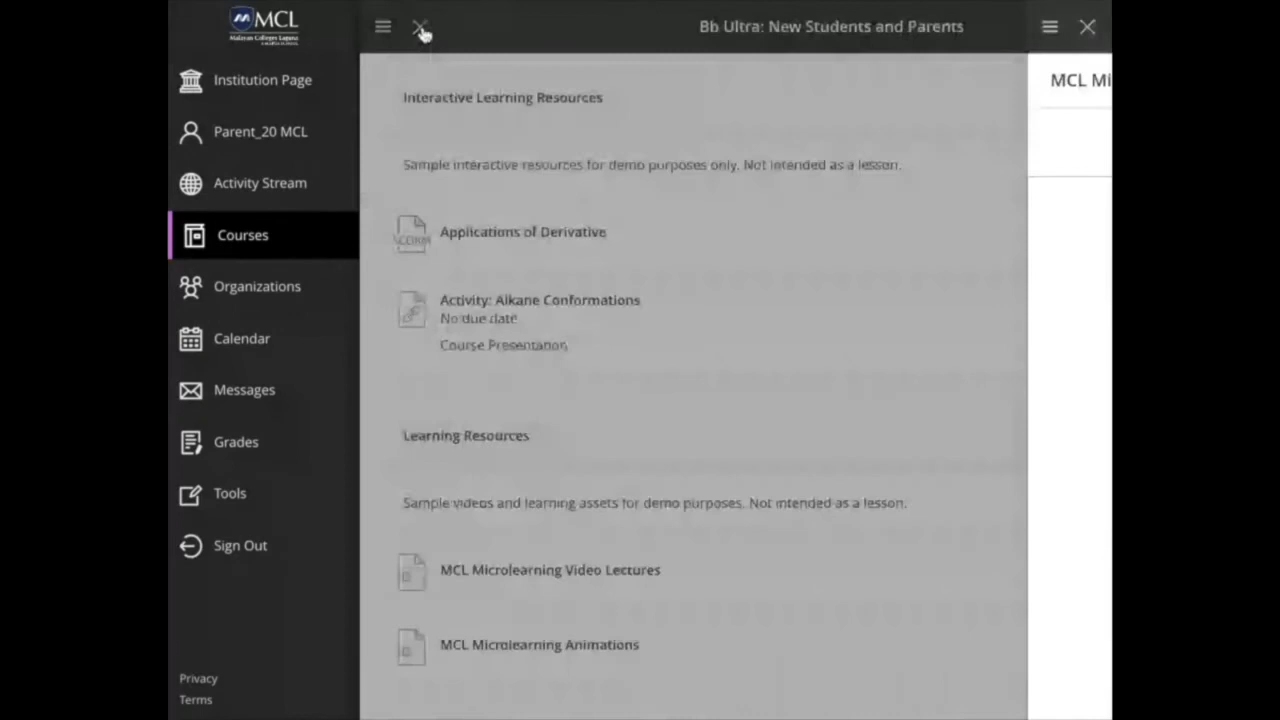 MCL
Malayan Colleges Laguna
Institution Page
Parent_20 MCL
Activity Stream
Courses
Organizations
Calendar
Messages
Grades
Tools
Sign Out
Privacy
Terms
Bb Ultra: New Students and Parents
Interactive Learning Resources
Sample interactive resources for demo purposes only. Not intended as a lesson.
Applications of Derivative
Activity: Alkane Conformations
No due date
Course Presentation
Learning Resources
Sample videos and learning assets for demo purposes. Not intended as a lesson.
MCL Microlearning Video Lectures
MCL Microlearning Animations
MCL Mi